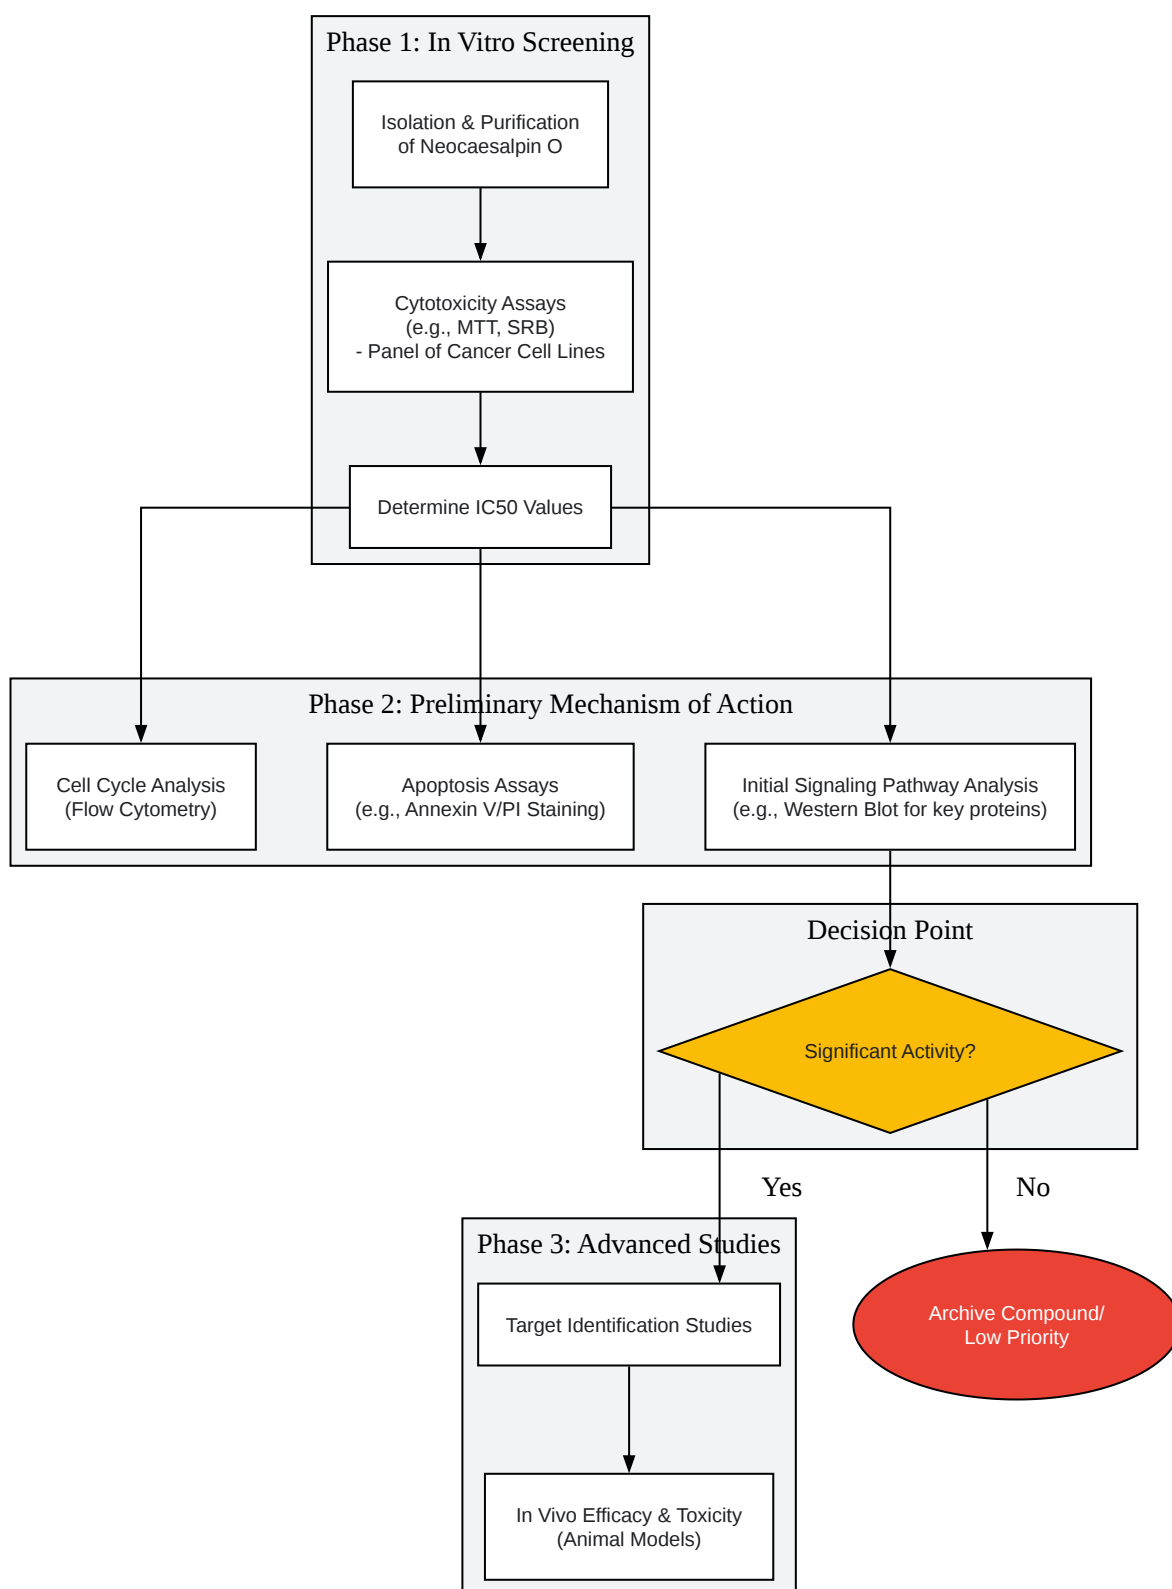 Phase 1: In Vitro Screening
Isolation & Purification
of Neocaesalpin O
Cytotoxicity Assays
(e.g., MTT, SRB)
- Panel of Cancer Cell Lines
Determine IC50 Values
Phase 2: Preliminary Mechanism of Action
Cell Cycle Analysis
(Flow Cytometry)
Apoptosis Assays
(e.g., Annexin V/PI Staining)
Initial Signaling Pathway Analysis
(e.g., Western Blot for key proteins)
Decision Point
Significant Activity?
Yes
No
Phase 3: Advanced Studies
Target Identification Studies
Archive Compound/
Low Priority
In Vivo Efficacy & Toxicity
(Animal Models)